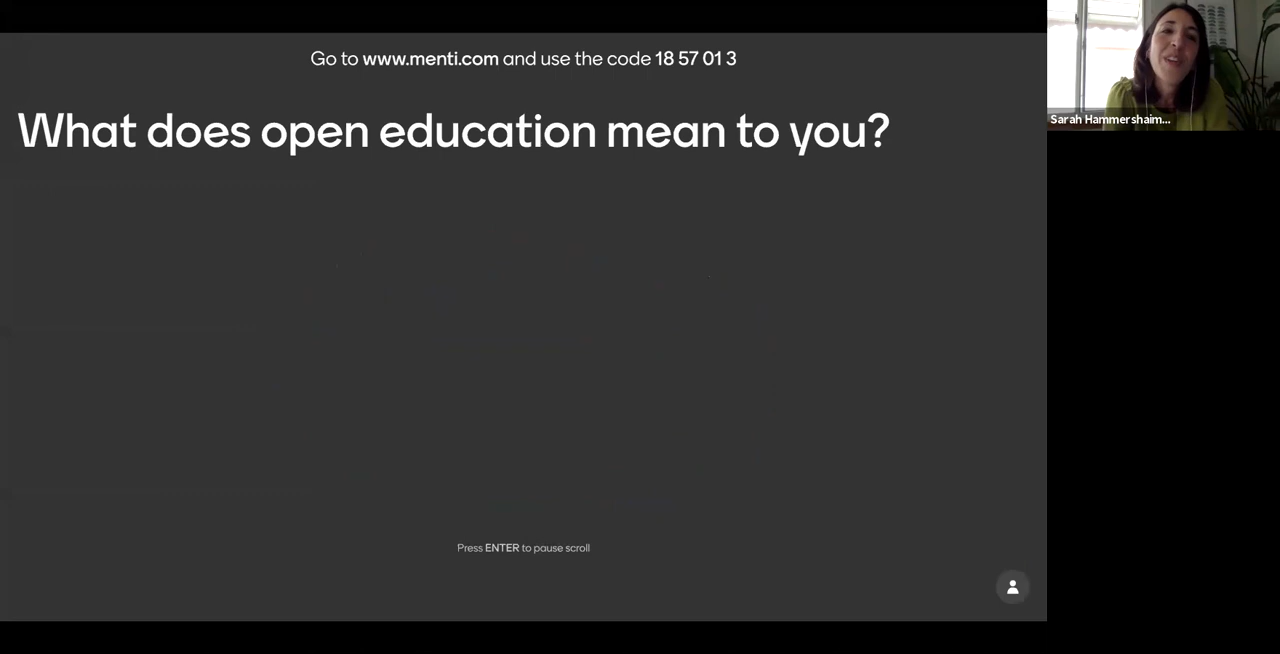 Go to www.menti.com and use the code 18 57 01 3
What does open education mean to you?
Sarah Hammershaim...
Press ENTER to pause scroll